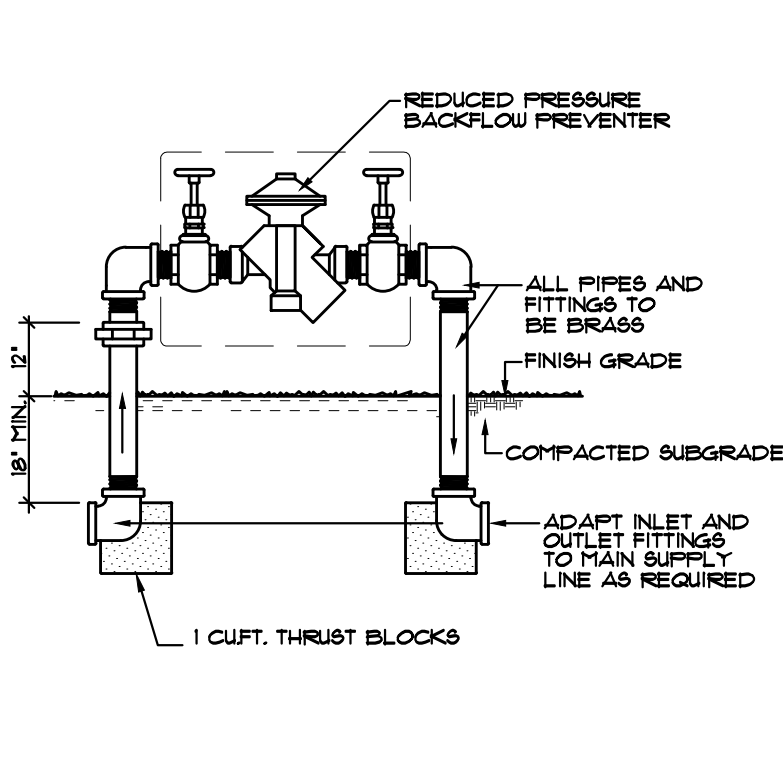 REDUCED PRESSURE
BACKFLOW PREVENTER
ALL PIPES AND
FITTINGS TO
BE BRASS
FINISH GRADE
12"
18" MIN.
COMPACTED SUBGRADE
ADAPT INLET AND
OUTLET FITTINGS
TO MAIN SUPPLY
LINE AS REQUIRED
1 CU.FT. THRUST BLOCKS